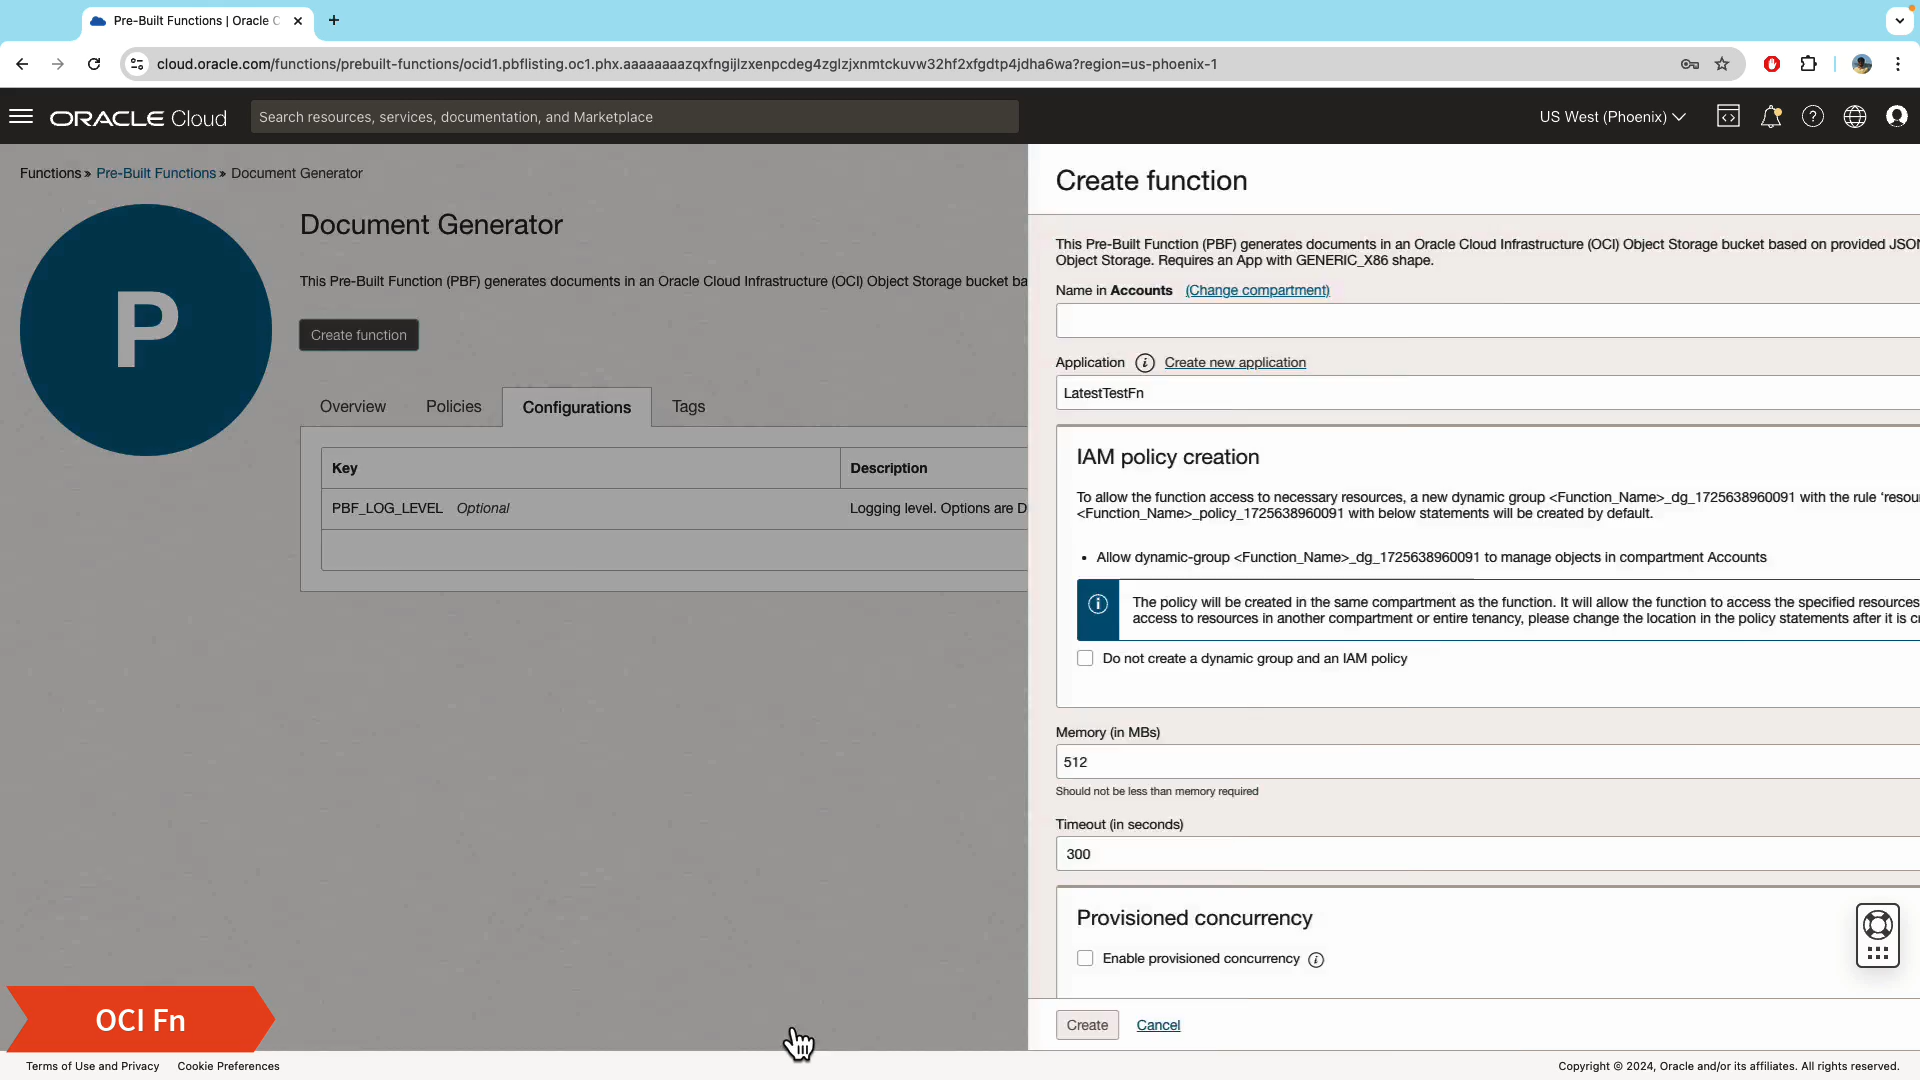 Pre-Built Functions | Oracle C
cloud.oracle.com/functions/prebuilt-functions/ocid1.pbflisting.oc1.phx.aaaaaaaazqxfngijlzxenpcdeg4zglzjxnmtckuvw32hf2xfgdtp4jdha6wa?region=us-phoenix-1
ORACLE Cloud
Search resources, services, documentation, and Marketplace
US West (Phoenix)
Functions » Pre-Built Functions » Document Generator
P
Document Generator
This Pre-Built Function (PBF) generates documents in an Oracle Cloud Infrastructure (OCI) Object Storage bucket ba
Create function
Overview Policies Configurations Tags
Key Description
PBF_LOG_LEVEL Optional Logging level. Options are D
Create function
This Pre-Built Function (PBF) generates documents in an Oracle Cloud Infrastructure (OCI) Object Storage bucket based on provided JSO
Object Storage. Requires an App with GENERIC_X86 shape.
Name in Accounts (Change compartment)
Application Create new application
LatestTestFn
IAM policy creation
To allow the function access to necessary resources, a new dynamic group <Function_Name>_dg_1725638960091 with the rule 'resou
<Function_Name>_policy_1725638960091 with below statements will be created by default.
• Allow dynamic-group <Function_Name>_dg_1725638960091 to manage objects in compartment Accounts
The policy will be created in the same compartment as the function. It will allow the function to access the specified resources
access to resources in another compartment or entire tenancy, please change the location in the policy statements after it is c
Do not create a dynamic group and an IAM policy
Memory (in MBs)
512
Should not be less than memory required
Timeout (in seconds)
300
Provisioned concurrency
Enable provisioned concurrency
Create Cancel
OCI Fn
Terms of Use and Privacy Cookie Preferences
Copyright © 2024, Oracle and/or its affiliates. All rights reserved.